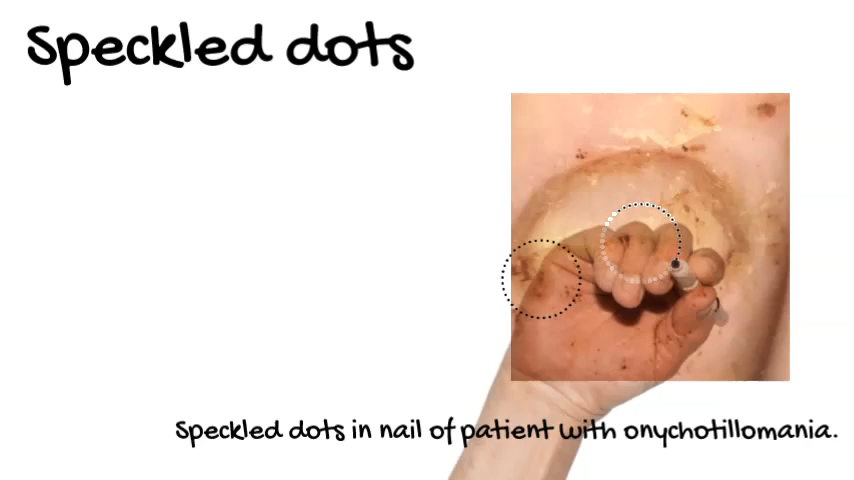 Speckled dots
Speckled dots in nail of patient with onychotillomania.